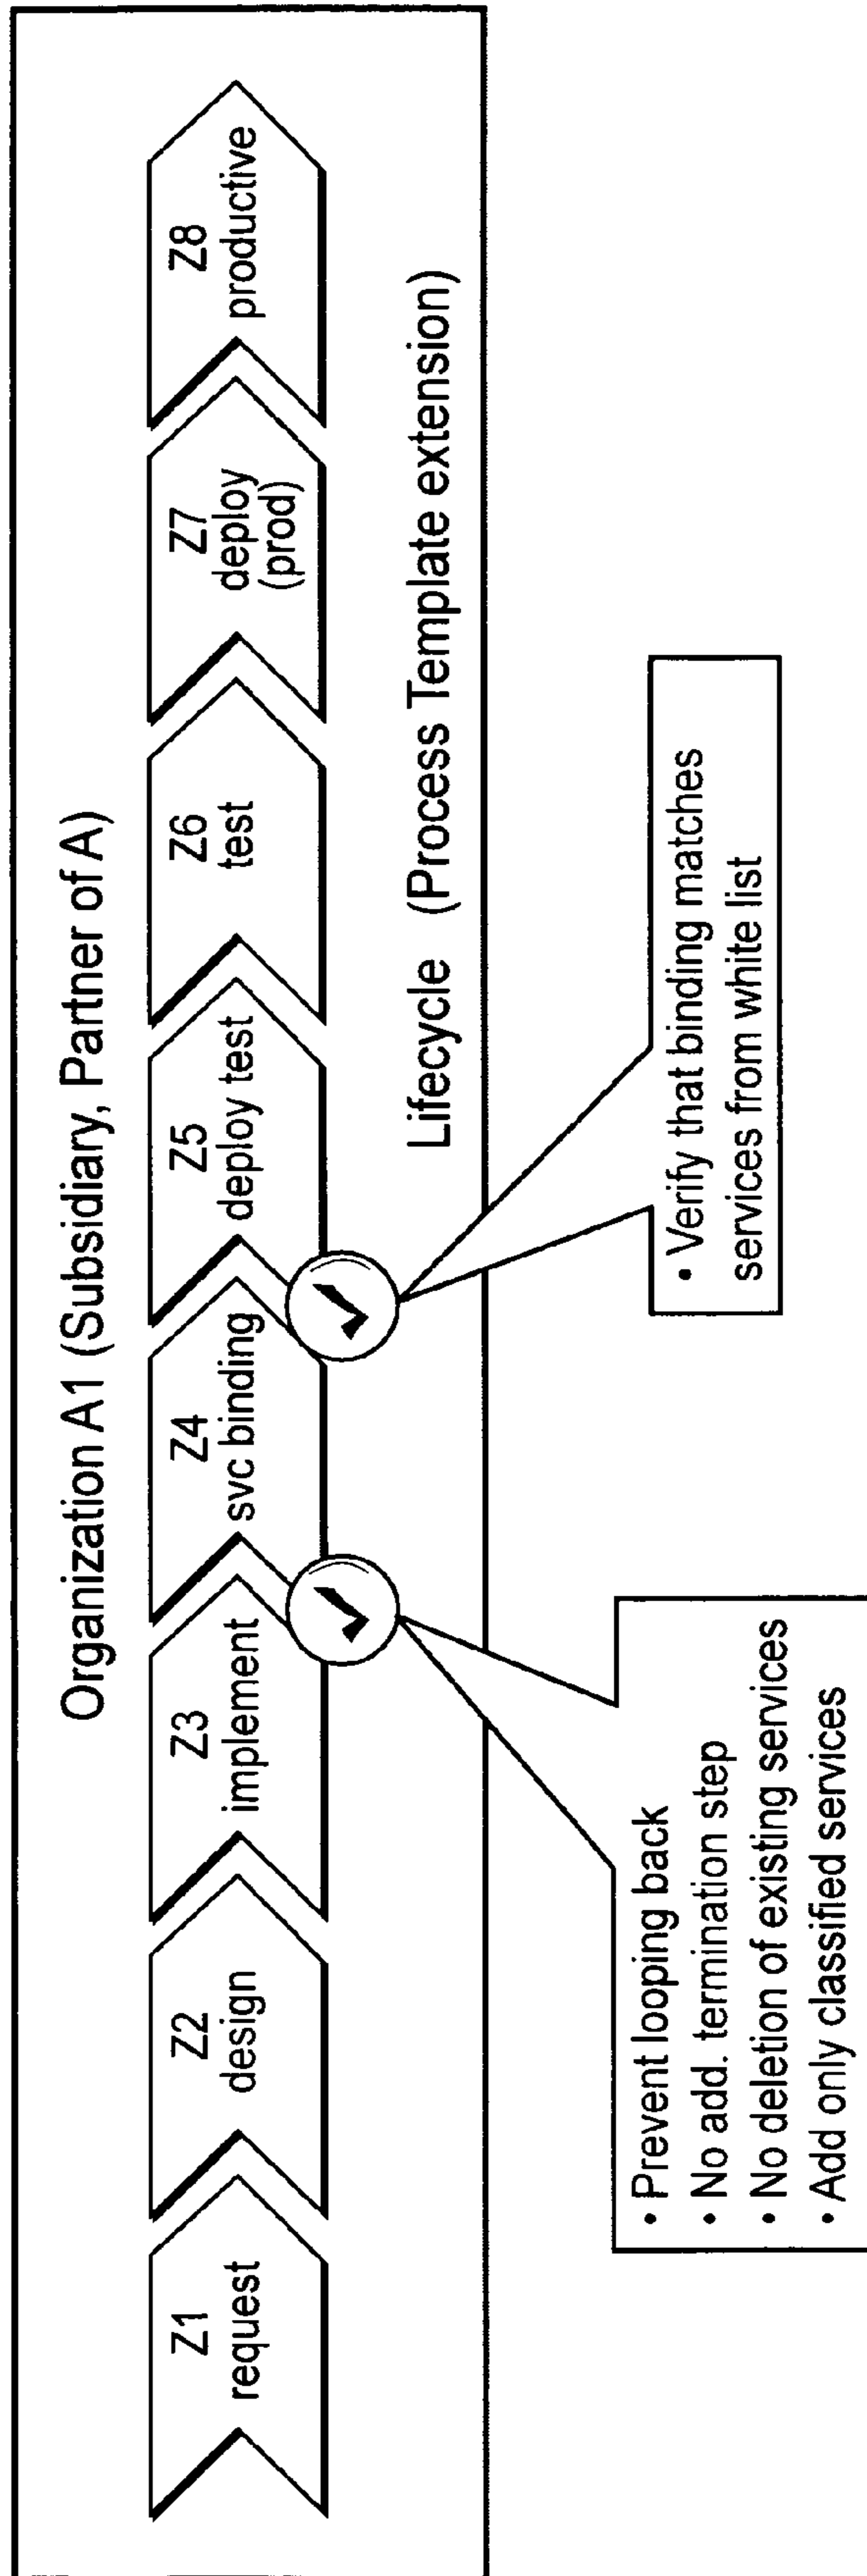 Organization A1 (Subsidiary, Partner of A)
Z1
request
Z2
design
Z3
implement
Z4
svc binding
Z5
deploy test
Z6
test
Z7
deploy
(prod)
Z8
productive
Lifecycle (Process Template extension)
• Prevent looping back
• No add. termination step
• No deletion of existing services
• Add only classified services
• Verify that binding matches
services from white list